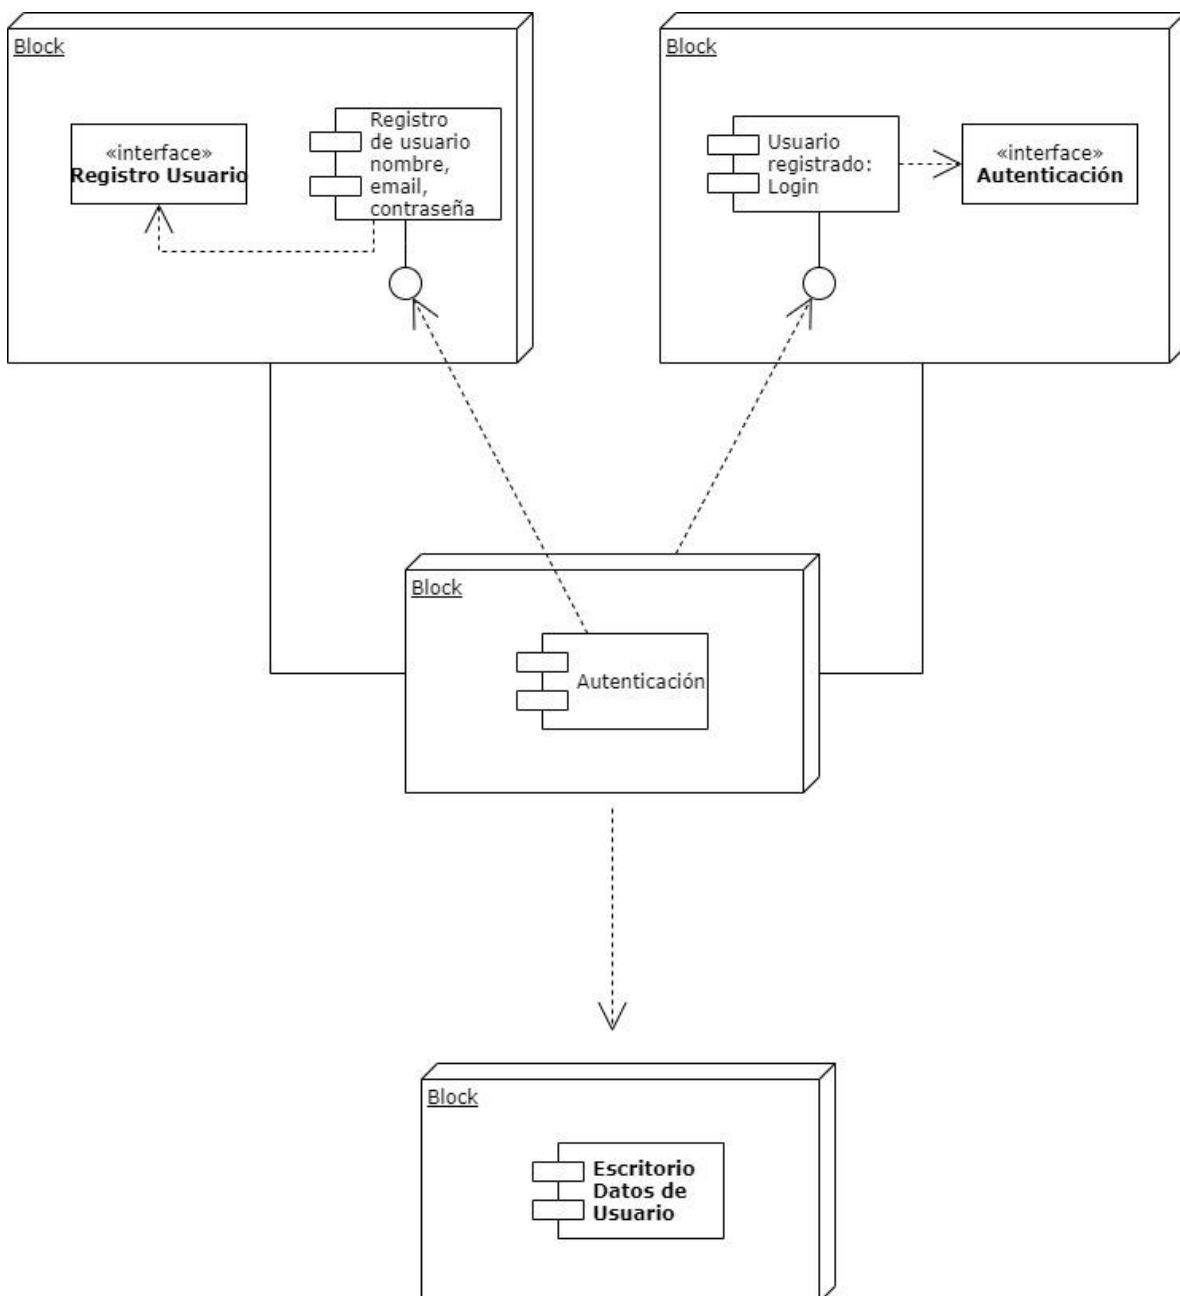 Block
«interface»
Registro Usuario
Registro
de usuario
nombre,
email,
contraseña
Block
Usuario
registrado:
Login
«interface»
Autenticación
Block
Autenticación
Block
Escritorio
Datos de
Usuario